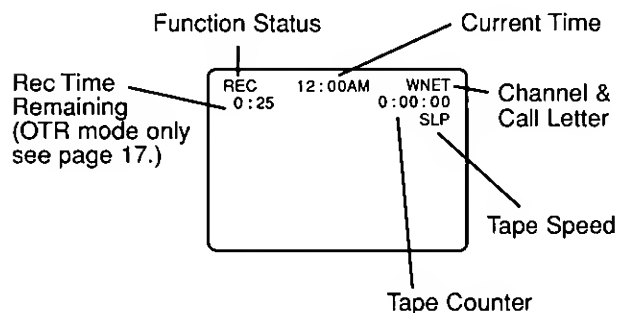 Function Status
Current Time
Rec Time
Remaining
(OTR mode only
see page 17.)
REC 12:00AM WNET
0:25 0:00:00
SLP
Channel &
Call Letter
Tape Speed
Tape Counter